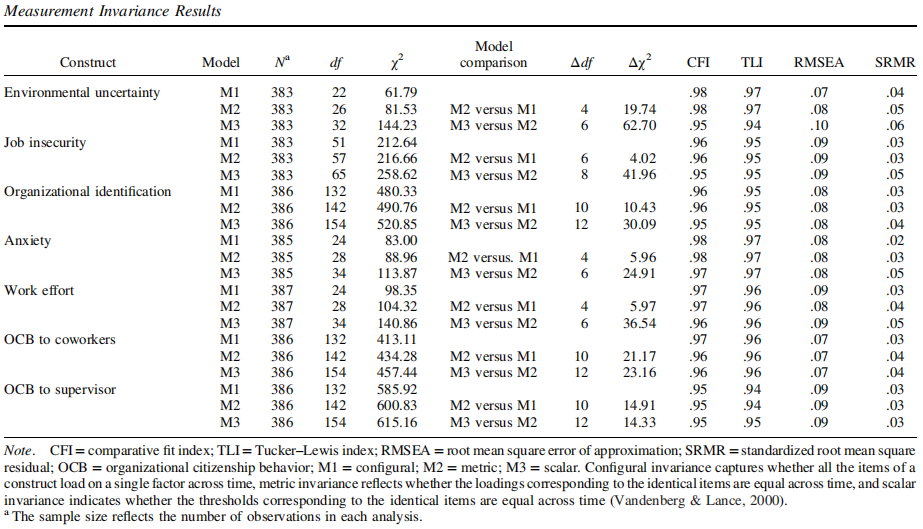 Measurement Invariance Results
Construct Model Nᵃ df χ² Model comparison Δdf Δχ² CFI TLI RMSEA SRMR
Environmental uncertainty M1 383 22 61.79 .98 .97 .07 .04
M2 383 26 81.53 M2 versus M1 4 19.74 .98 .97 .08 .05
M3 383 32 144.23 M3 versus M2 6 62.70 .95 .94 .10 .06
Job insecurity M1 383 51 212.64 .96 .95 .09 .03
M2 383 57 216.66 M2 versus M1 6 4.02 .96 .95 .09 .03
M3 383 65 258.62 M3 versus M2 8 41.96 .95 .95 .09 .05
Organizational identification M1 386 132 480.33 .96 .95 .08 .03
M2 386 142 490.76 M2 versus M1 10 10.43 .96 .95 .08 .03
M3 386 154 520.85 M3 versus M2 12 30.09 .95 .95 .08 .04
Anxiety M1 385 24 83.00 .98 .97 .08 .02
M2 385 28 88.96 M2 versus. M1 4 5.96 .98 .97 .08 .03
M3 385 34 113.87 M3 versus M2 6 24.91 .97 .97 .08 .05
Work effort M1 387 24 98.35 .97 .96 .09 .03
M2 387 28 104.32 M2 versus M1 4 5.97 .97 .96 .08 .04
M3 387 34 140.86 M3 versus M2 6 36.54 .96 .96 .09 .05
OCB to coworkers M1 386 132 413.11 .97 .96 .07 .03
M2 386 142 434.28 M2 versus M1 10 21.17 .96 .96 .07 .04
M3 386 154 457.44 M3 versus M2 12 23.16 .96 .96 .07 .04
OCB to supervisor M1 386 132 585.92 .95 .94 .09 .03
M2 386 142 600.83 M2 versus M1 10 14.91 .95 .94 .09 .03
M3 386 154 615.16 M3 versus M2 12 14.33 .95 .95 .09 .03
Note. CFI = comparative fit index; TLI = Tucker–Lewis index; RMSEA = root mean square error of approximation; SRMR = standardized root mean square
residual; OCB = organizational citizenship behavior; M1 = configural; M2 = metric; M3 = scalar. Configural invariance captures whether all the items of a
construct load on a single factor across time, metric invariance reflects whether the loadings corresponding to the identical items are equal across time, and scalar
invariance indicates whether the thresholds corresponding to the identical items are equal across time (Vandenberg & Lance, 2000).
ᵃ The sample size reflects the number of observations in each analysis.